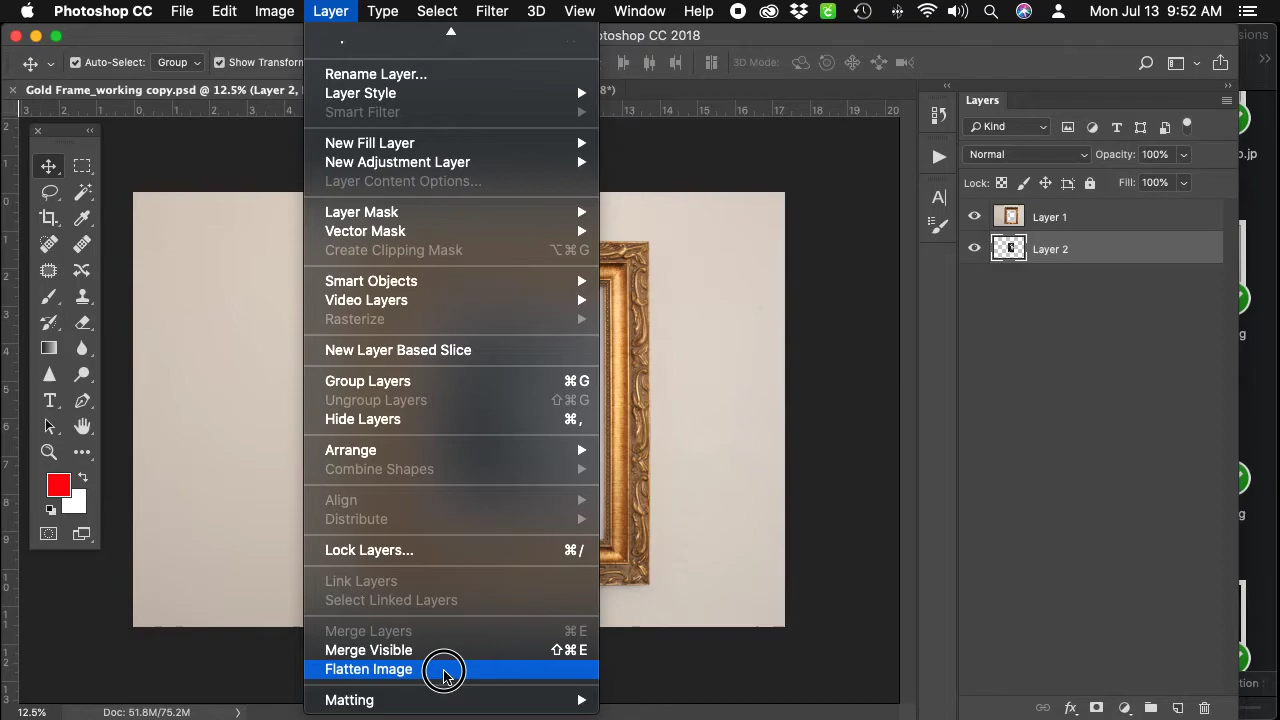 Photoshop CC File Edit Image Layer Type Select Filter 3D View Window Help Mon Jul 13 9:52 AM
Photoshop CC 2018
Auto-Select: Group Show Transform 3D Mode:
Gold Frame_working copy.psd @ 12.5% (Layer 2, 8*)
Rename Layer...
Layer Style
Smart Filter
New Fill Layer
New Adjustment Layer
Layer Content Options...
Layer Mask
Vector Mask
Create Clipping Mask ⌥⌘G
Smart Objects
Video Layers
Rasterize
New Layer Based Slice
Group Layers ⌘G
Ungroup Layers ⇧⌘G
Hide Layers ⌘,
Arrange
Combine Shapes
Align
Distribute
Lock Layers... ⌘/
Link Layers
Select Linked Layers
Merge Layers ⌘E
Merge Visible ⇧⌘E
Flatten Image
Matting
Layers
Kind
Normal Opacity: 100%
Lock: Fill: 100%
Layer 1
Layer 2
12.5% Doc: 51.8M/75.2M